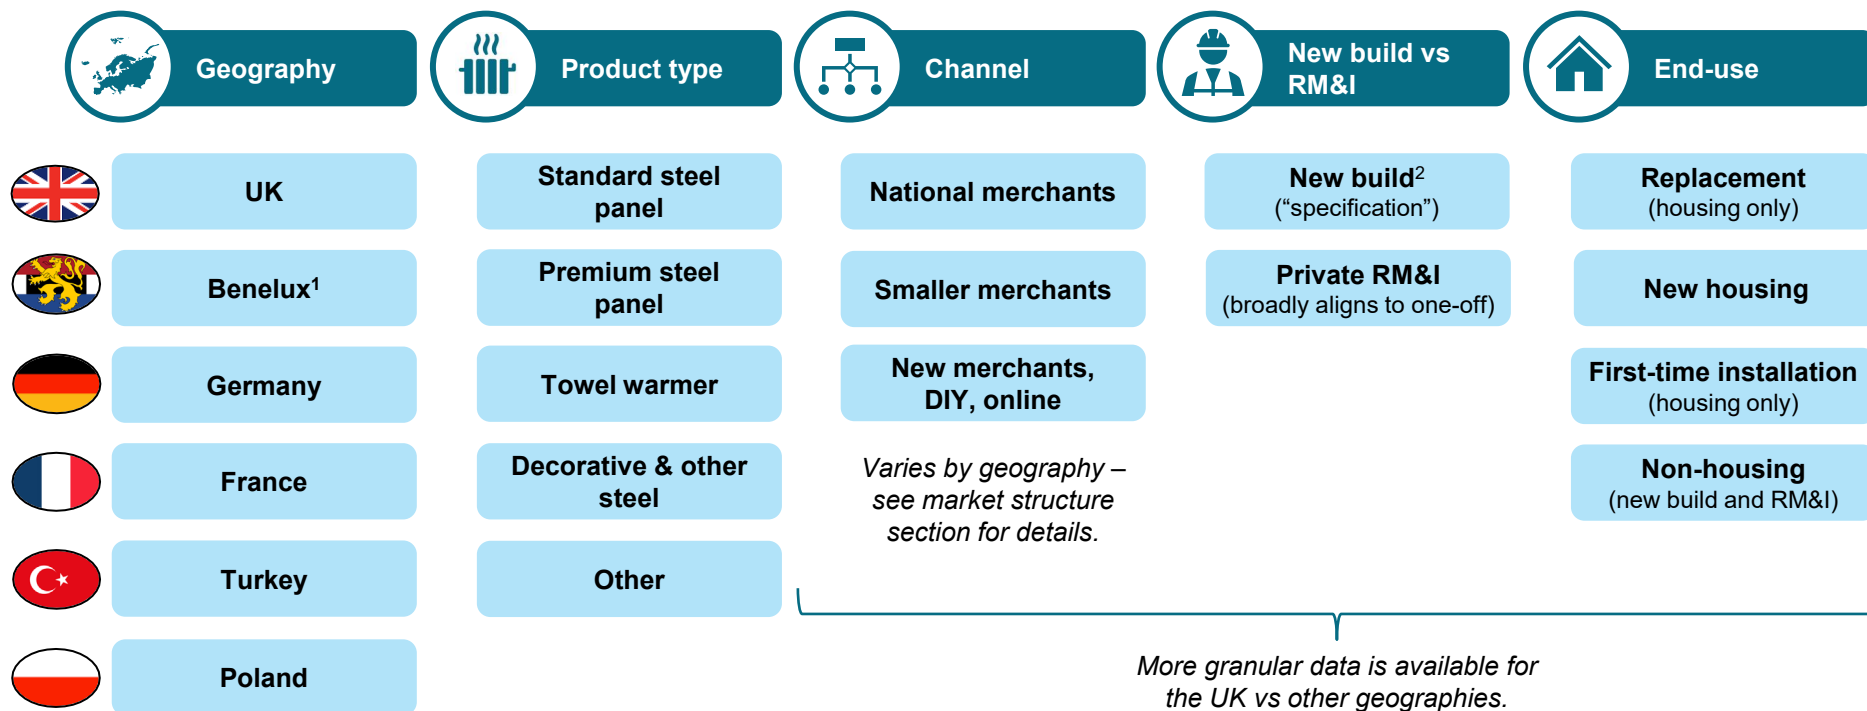 Geography
Product type
Channel
New build vs
RM&I
End-use
UK
Benelux¹
Germany
France
Turkey
Poland
Standard steel
panel
Premium steel
panel
Towel warmer
Decorative & other
steel
Other
National merchants
Smaller merchants
New merchants,
DIY, online
Varies by geography –
see market structure
section for details.
New build²
(“specification”)
Private RM&I
(broadly aligns to one-off)
Replacement
(housing only)
New housing
First-time installation
(housing only)
Non-housing
(new build and RM&I)
More granular data is available for
the UK vs other geographies.